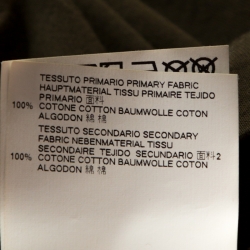 TESSUTO PRIMARIO PRIMARY FABRIC
HAUPTMATERIAL TISSU PRIMAIRE TEJIDO
PRIMARIO 面料
100% COTONE COTTON BAUMWOLLE COTON
ALGODON 綿 棉
TESSUTO SECONDARIO SECONDARY
FABRIC NEBENMATERIAL TISSU
SECONDAIRE TEJIDO SECUNDARIO 面料2
100% COTONE COTTON BAUMWOLLE COTON
ALGODON 綿 棉